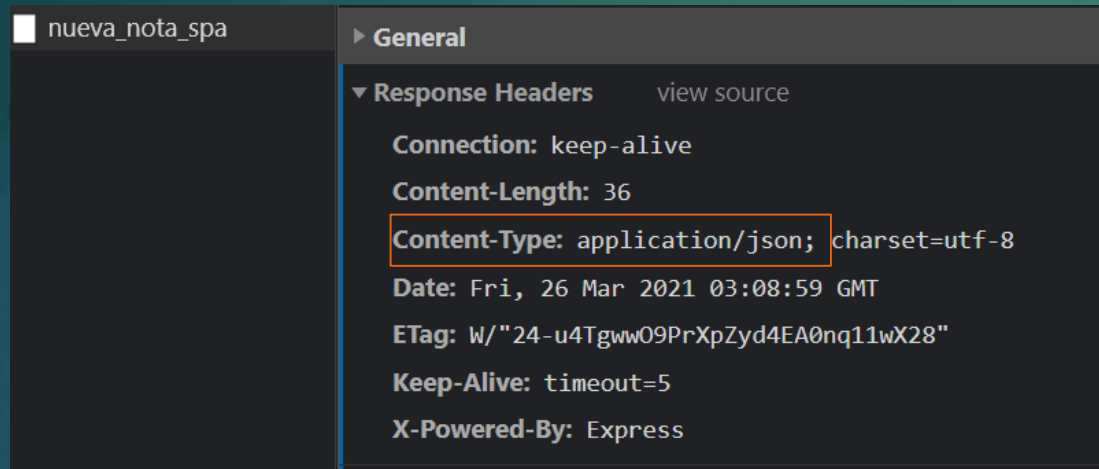 nueva_nota_spa
General
Response Headers view source
Connection: keep-alive
Content-Length: 36
Content-Type: application/json; charset=utf-8
Date: Fri, 26 Mar 2021 03:08:59 GMT
ETag: W/"24-u4TgwwO9PrXpZyd4EA0nq11wX28"
Keep-Alive: timeout=5
X-Powered-By: Express